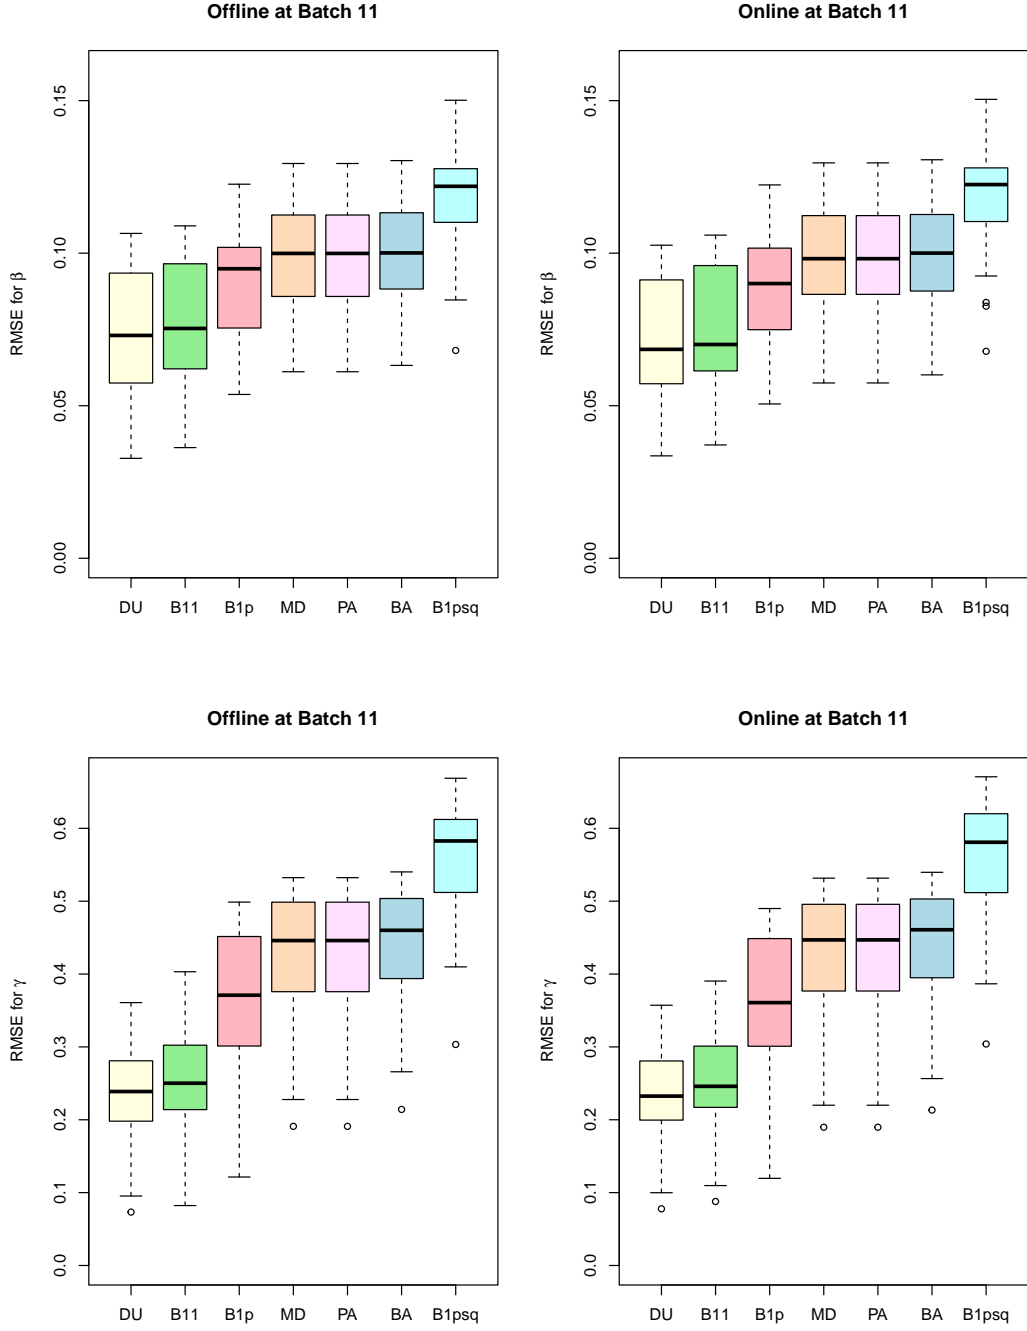 Offline at Batch 11
RMSE for β
0.15
0.10
0.05
0.00
DU B11 B1p MD PA BA B1psq
Online at Batch 11
RMSE for β
0.15
0.10
0.05
0.00
DU B11 B1p MD PA BA B1psq
Offline at Batch 11
RMSE for γ
0.6
0.5
0.4
0.3
0.2
0.1
0.0
DU B11 B1p MD PA BA B1psq
Online at Batch 11
RMSE for γ
0.6
0.5
0.4
0.3
0.2
0.1
0.0
DU B11 B1p MD PA BA B1psq